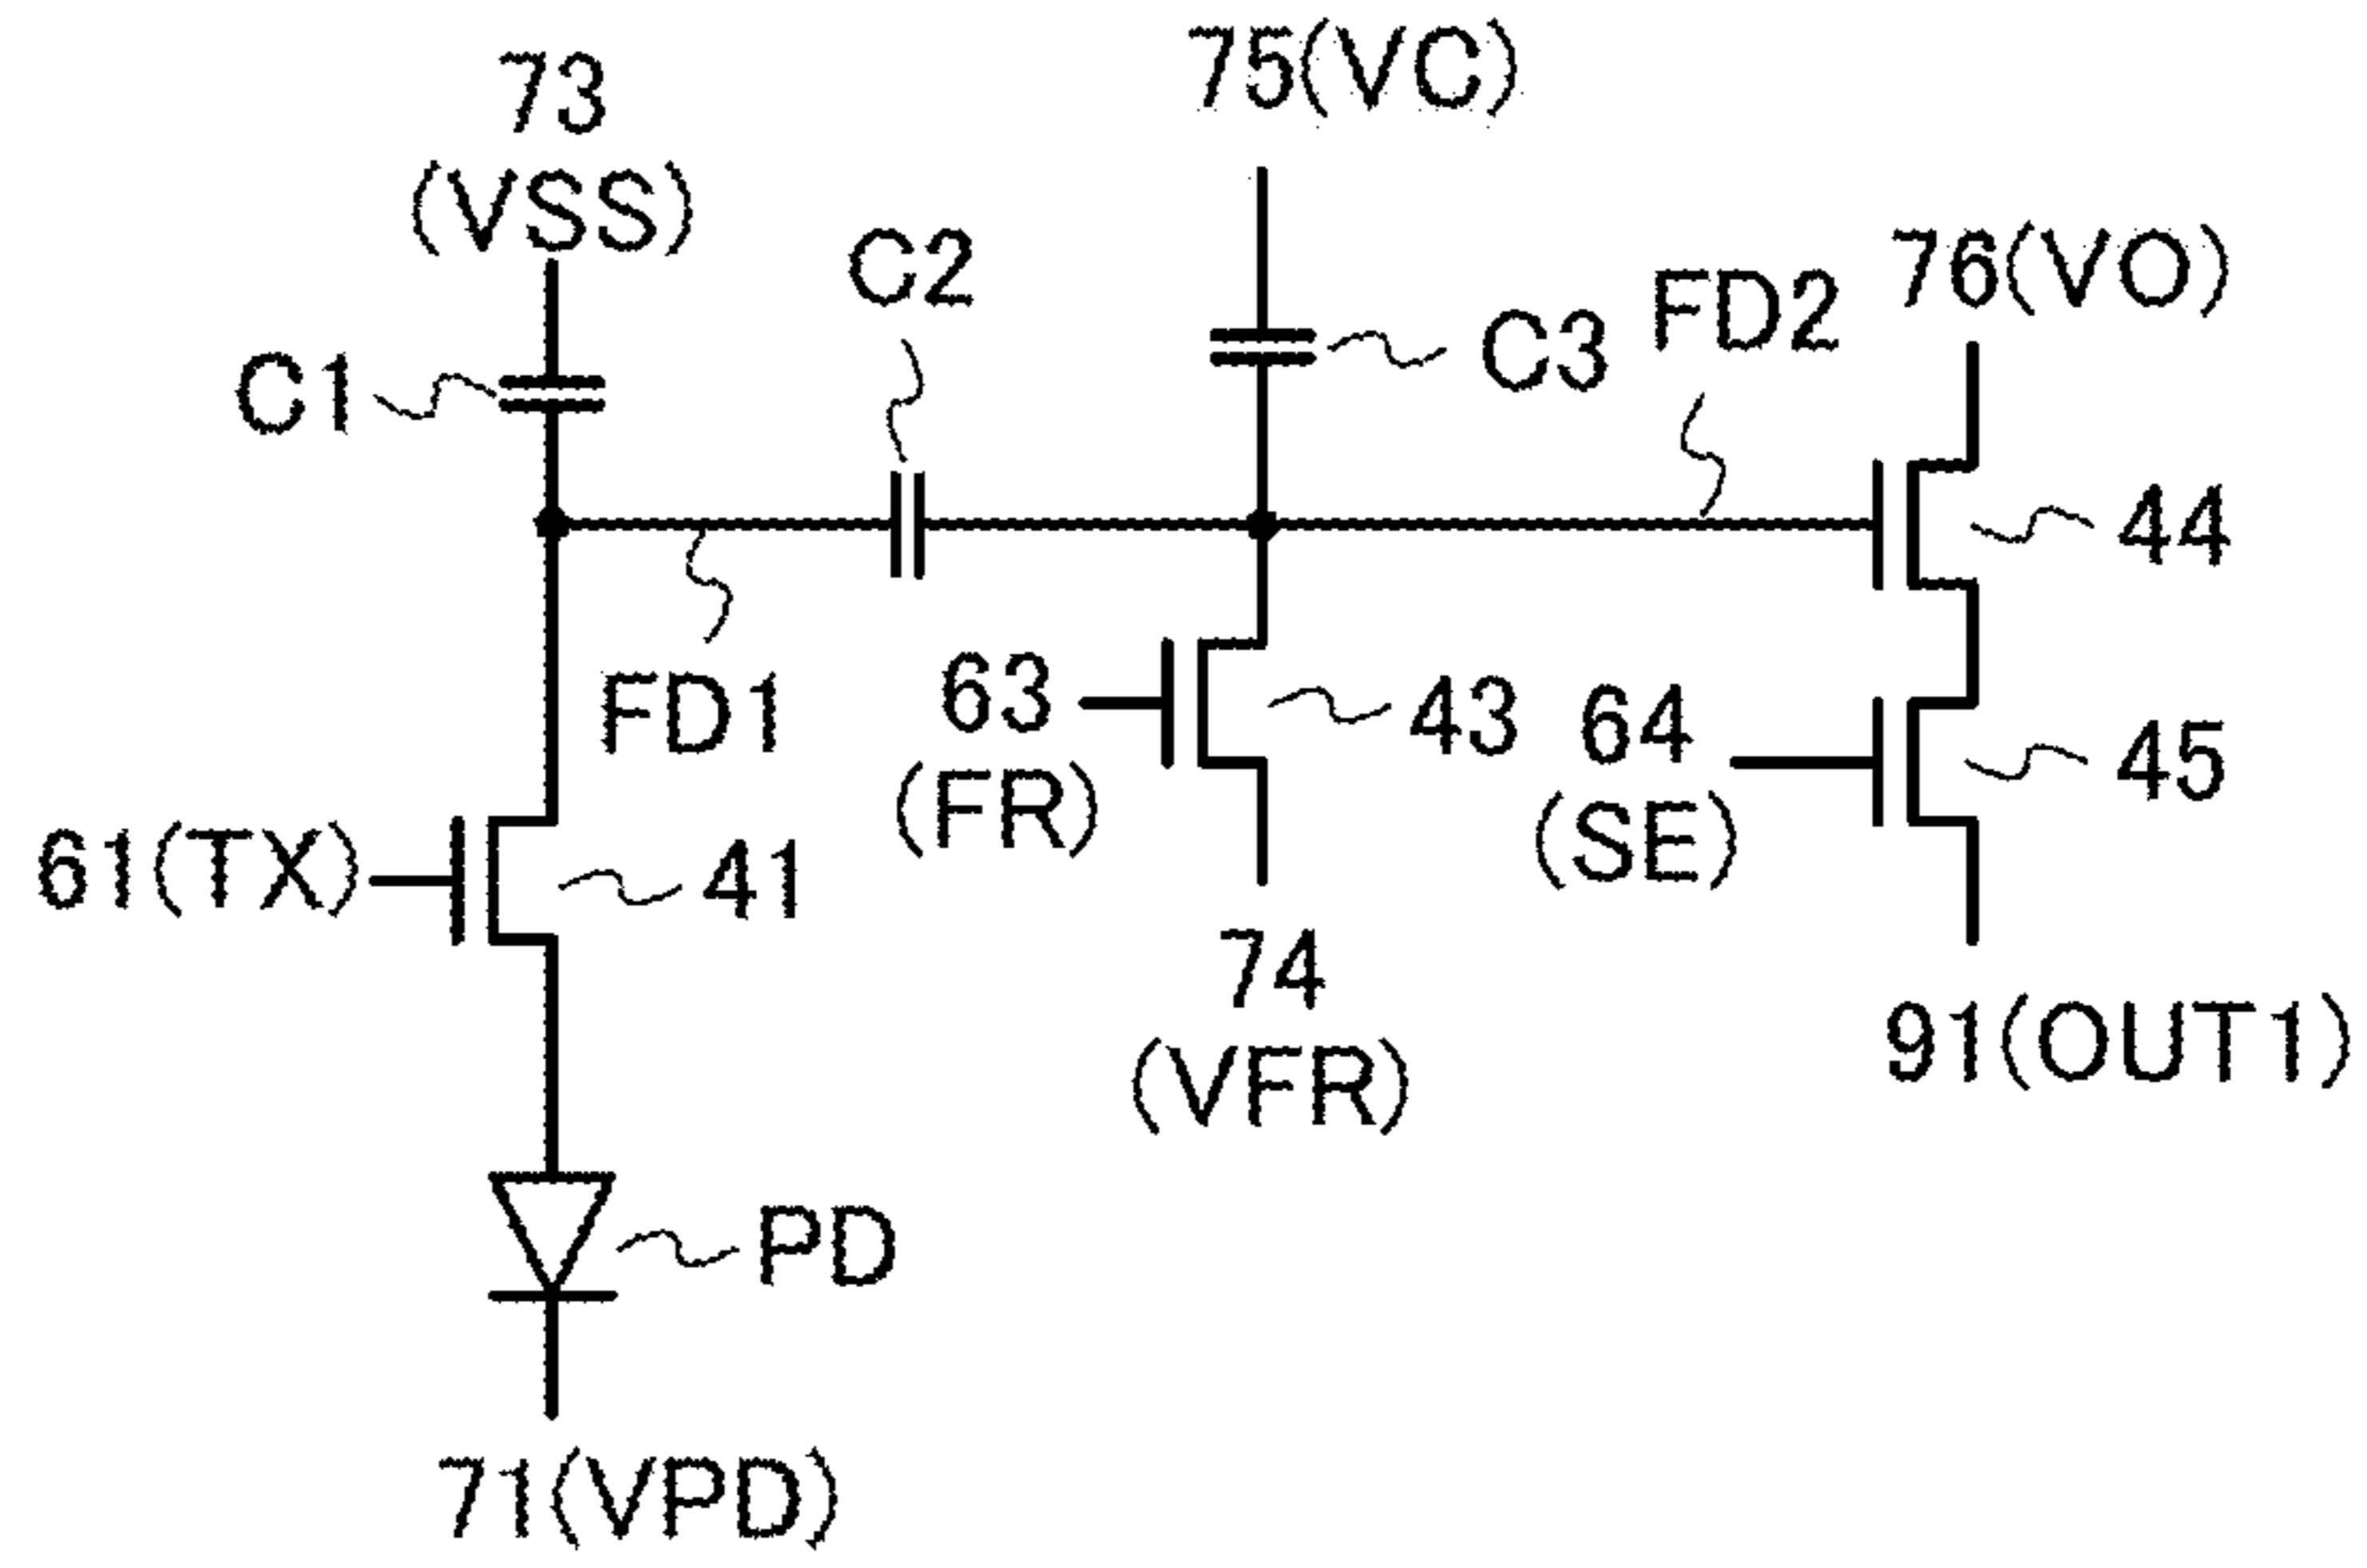 75(VC)
73
(VSS)
C2
76(VO)
FD2
C3
C1
44
FD1
63
(FR)
43
64
(SE)
45
61(TX)
41
74
(VFR)
91(OUT1)
PD
71(VPD)